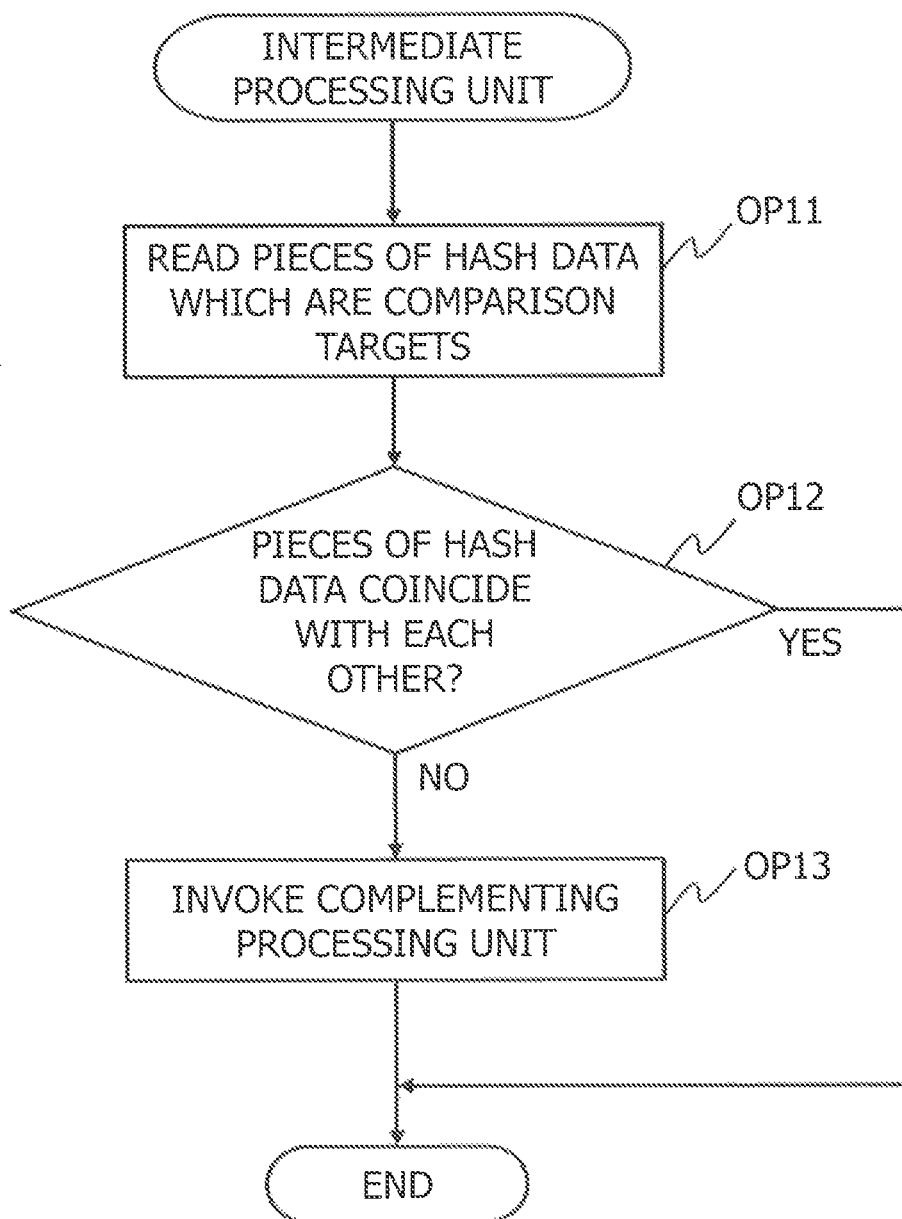 INTERMEDIATE
PROCESSING UNIT
OP11
READ PIECES OF HASH DATA
WHICH ARE COMPARISON
TARGETS
OP12
PIECES OF HASH
DATA COINCIDE
WITH EACH
OTHER?
YES
NO
OP13
INVOKE COMPLEMENTING
PROCESSING UNIT
END